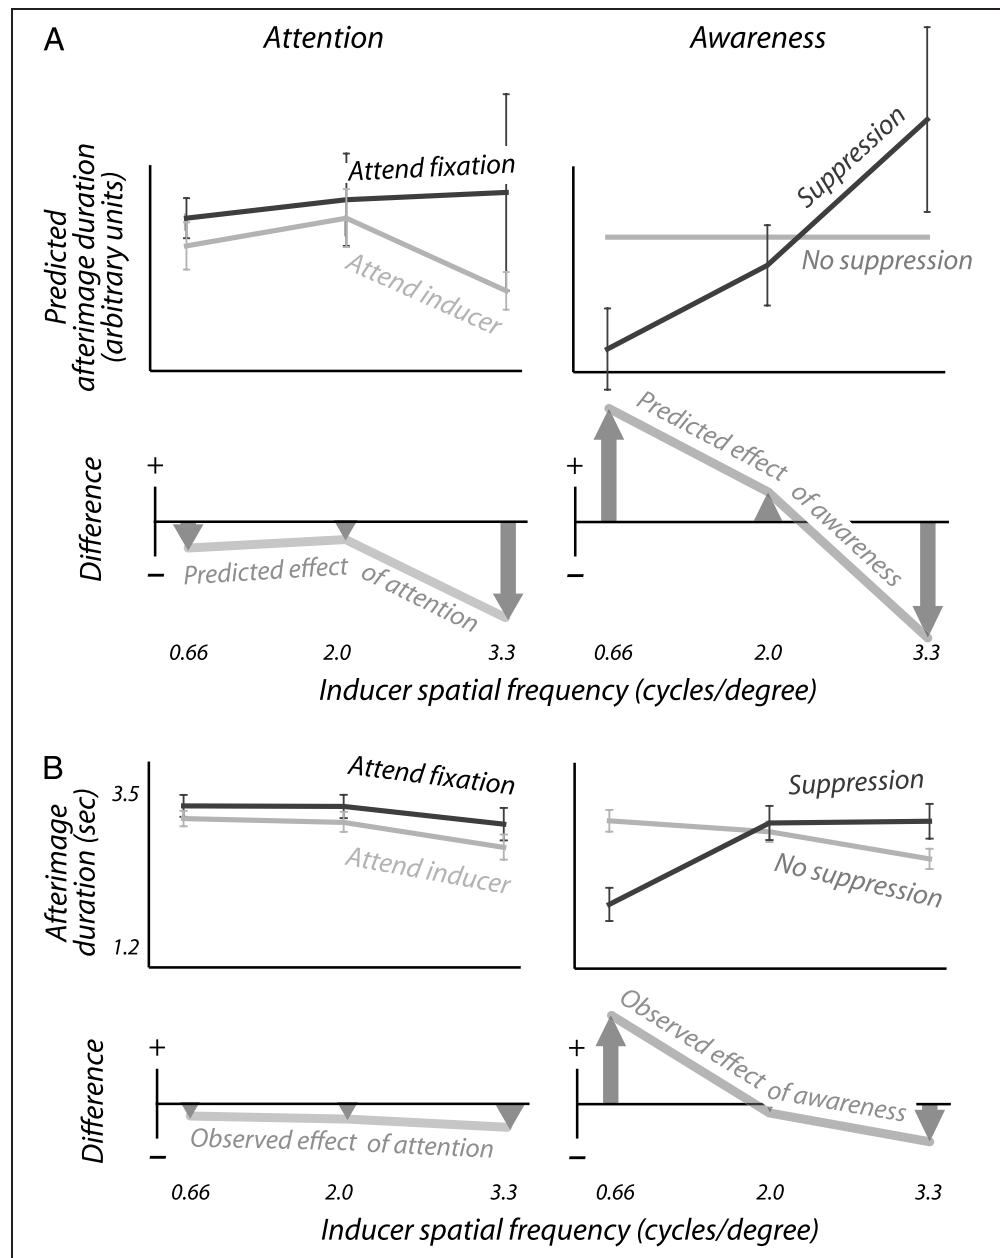 A
Attention
Awareness
Predicted
afterimage duration
(arbitrary units)
Attend fixation
Attend inducer
Suppression
No suppression
Difference
+
−
Predicted effect of attention
+
−
Predicted effect of awareness
0.66 2.0 3.3
0.66 2.0 3.3
Inducer spatial frequency (cycles/degree)
B
Afterimage
duration (sec)
3.5
1.2
Attend fixation
Attend inducer
Suppression
No suppression
Difference
+
−
Observed effect of attention
+
−
Observed effect of awareness
0.66 2.0 3.3
0.66 2.0 3.3
Inducer spatial frequency (cycles/degree)